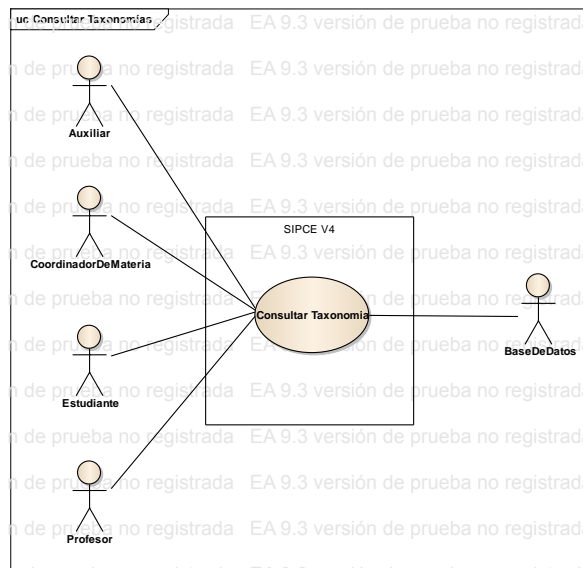 uc Consultar Taxonomías
EA 9.3 versión de prueba no registrada
Auxiliar
SIPCE V4
CoordinadorDeMateria
Consultar Taxonomia
BaseDeDatos
Estudiante
Profesor